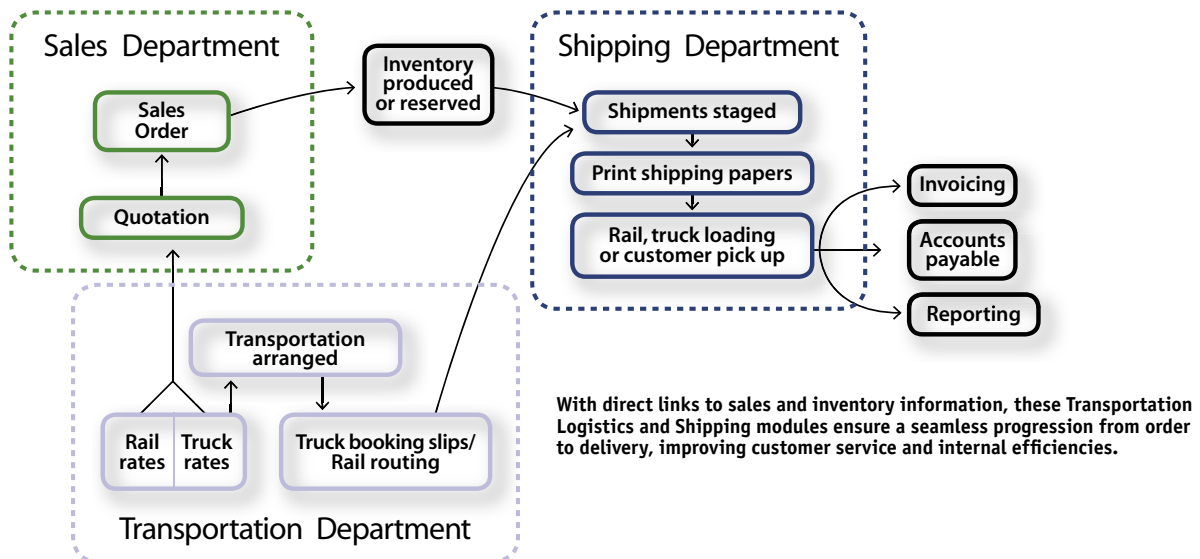 Sales Department
Sales
Order
Quotation
Inventory
produced
or reserved
Shipping Department
Shipments staged
Print shipping papers
Rail, truck loading
or customer pick up
Invoicing
Accounts
payable
Reporting
Transportation
arranged
Rail
rates
Truck
rates
Truck booking slips/
Rail routing
Transportation Department
With direct links to sales and inventory information, these Transportation
Logistics and Shipping modules ensure a seamless progression from order
to delivery, improving customer service and internal efficiencies.